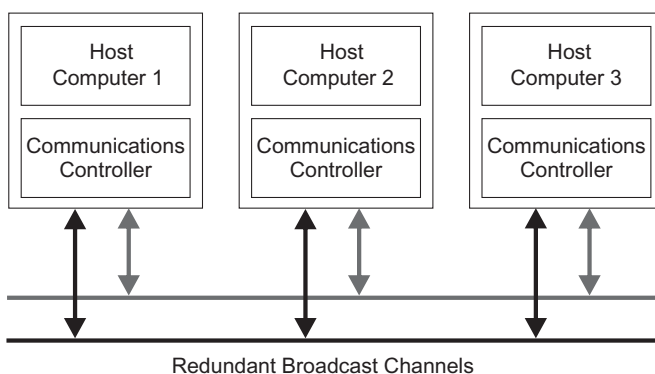 Host
Computer 1
Communications
Controller
Host
Computer 2
Communications
Controller
Host
Computer 3
Communications
Controller
Redundant Broadcast Channels